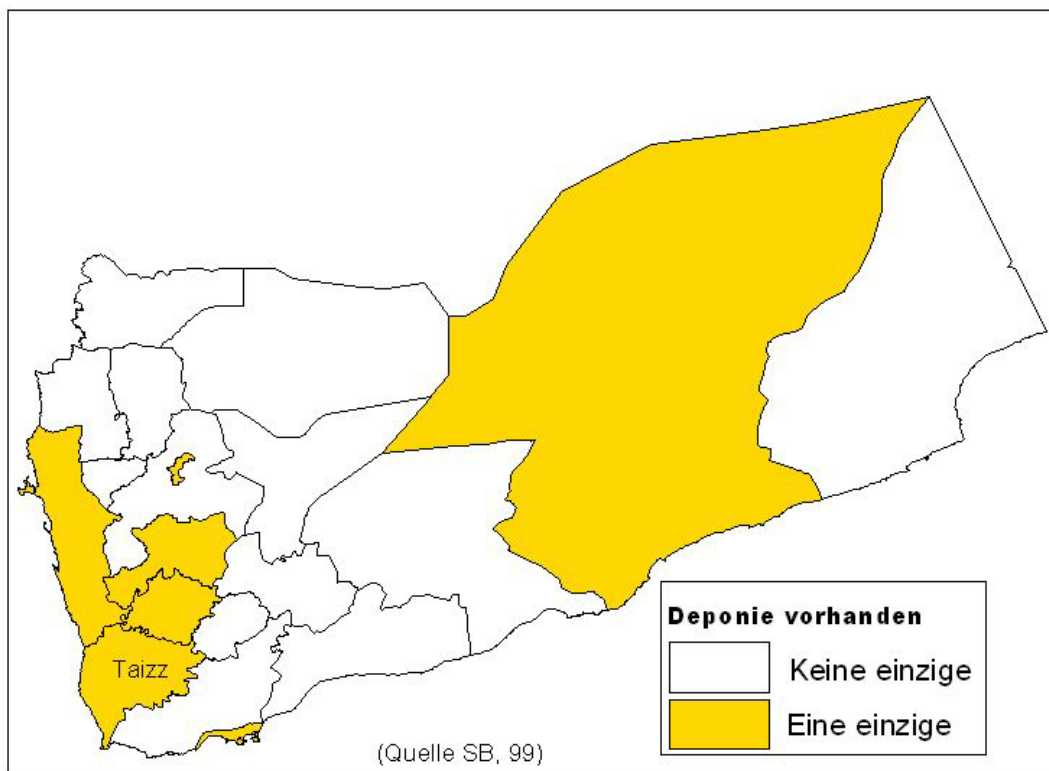 Taizz
(Quelle SB, 99)
Deponie vorhanden
Keine einzige
Eine einzige